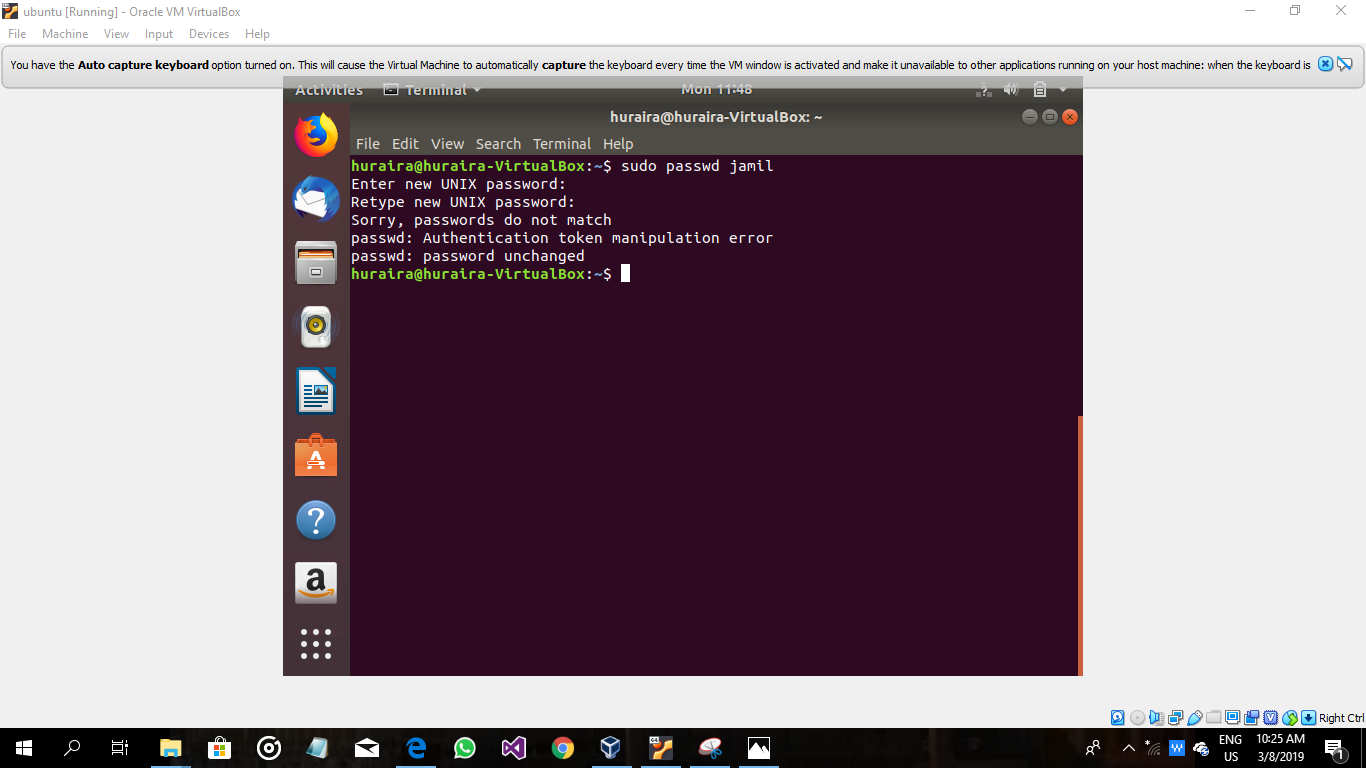 ubuntu [Running] - Oracle VM VirtualBox
File Machine View Input Devices Help
You have the Auto capture keyboard option turned on. This will cause the Virtual Machine to automatically capture the keyboard every time the VM window is activated and make it unavailable to other applications running on your host machine: when the keyboard is
Activities Terminal Mon 11:48
huraira@huraira-VirtualBox: ~
File Edit View Search Terminal Help
huraira@huraira-VirtualBox:~$ sudo passwd jamil
Enter new UNIX password:
Retype new UNIX password:
Sorry, passwords do not match
passwd: Authentication token manipulation error
passwd: password unchanged
huraira@huraira-VirtualBox:~$
Right Ctrl
ENG
US
10:25 AM
3/8/2019
1